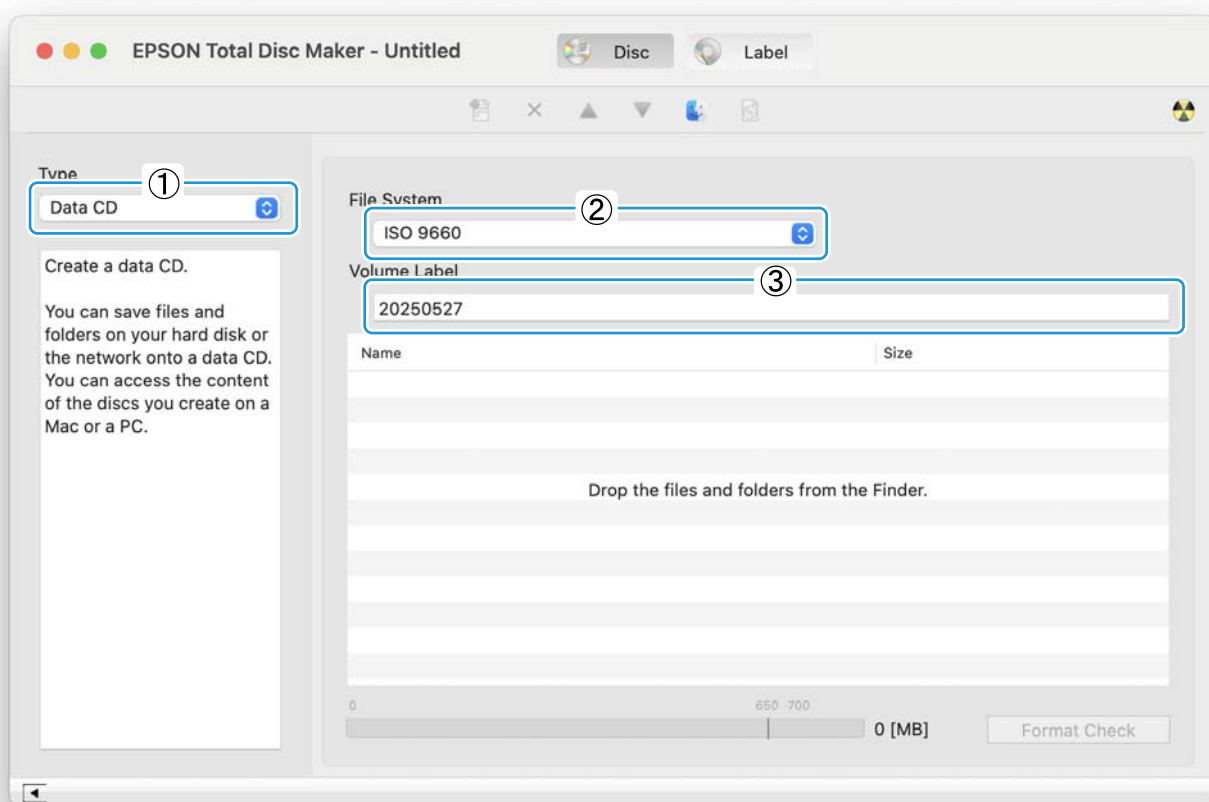 EPSON Total Disc Maker - Untitled
Disc
Label
Type
①
Data CD
Create a data CD.
You can save files and
folders on your hard disk or
the network onto a data CD.
You can access the content
of the discs you create on a
Mac or a PC.
File System
②
ISO 9660
Volume Label
③
20250527
Name
Size
Drop the files and folders from the Finder.
0
650 700
0 [MB]
Format Check